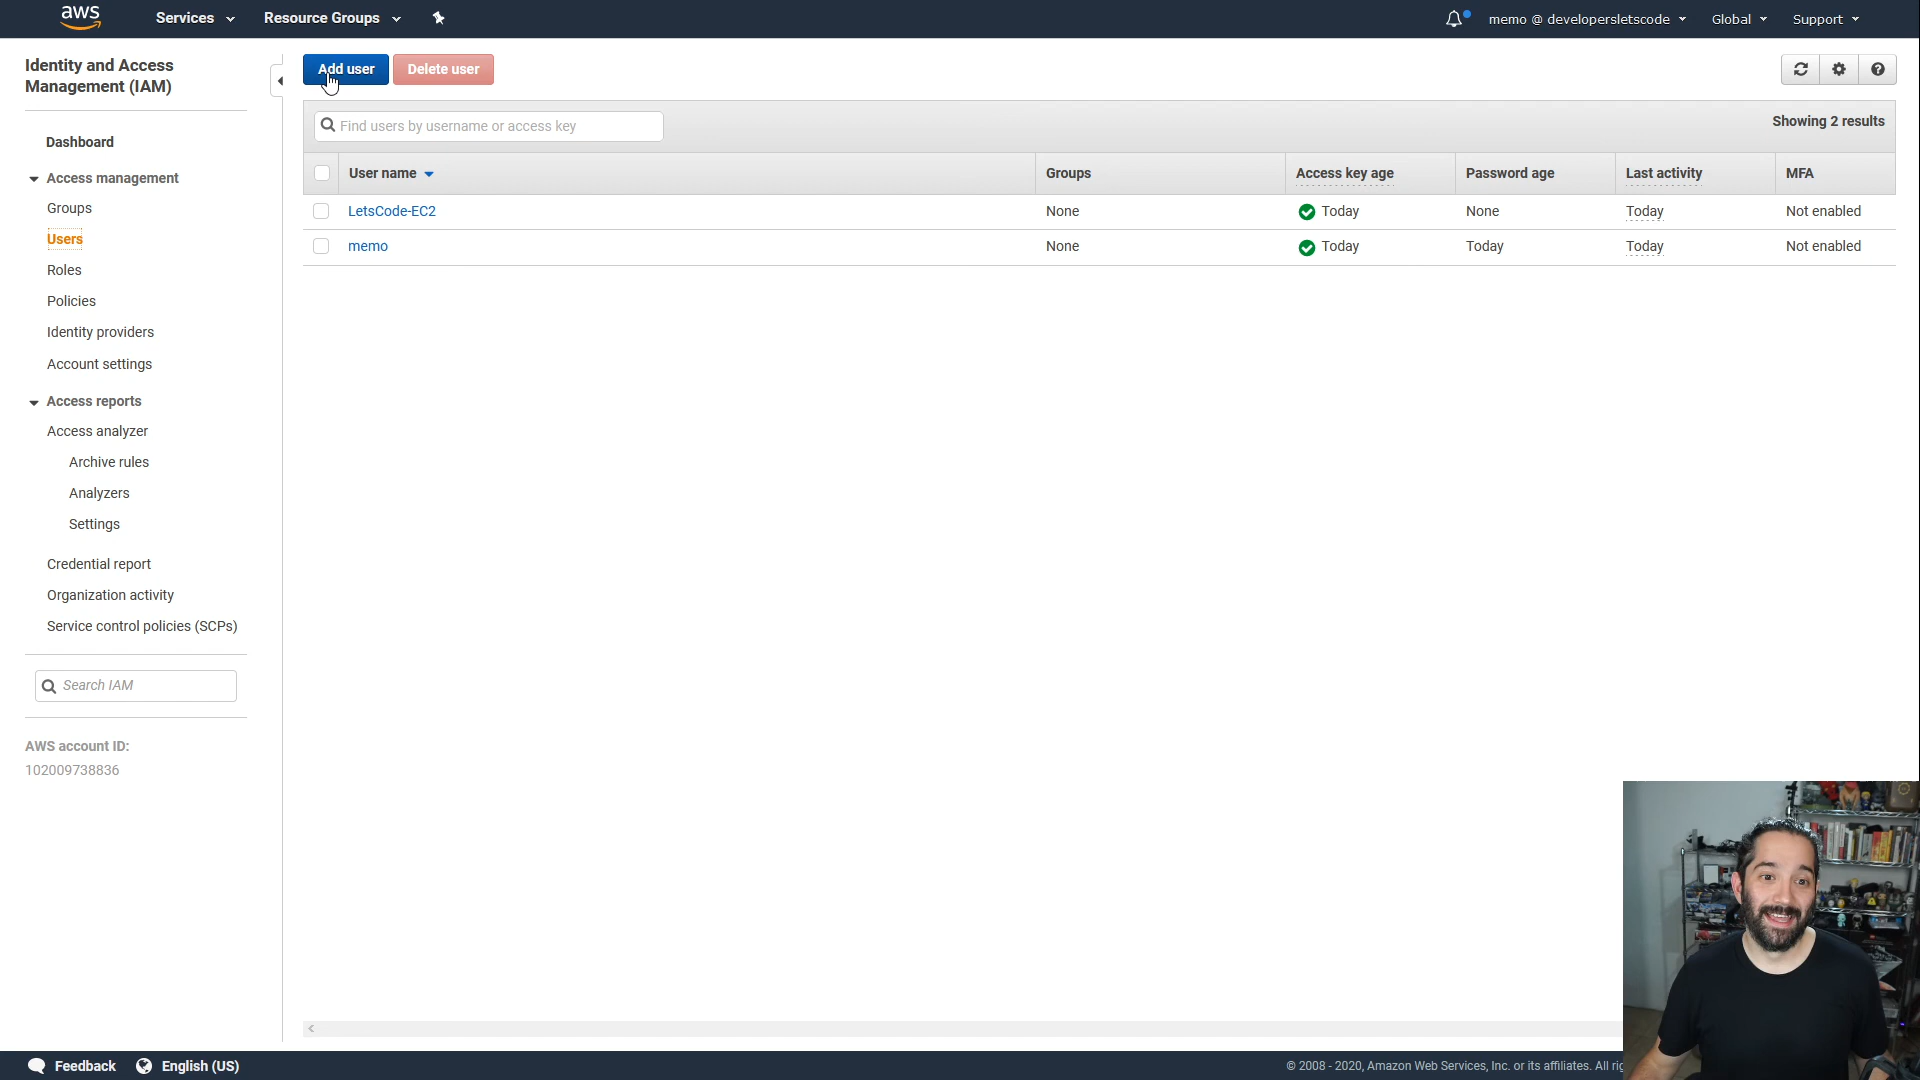 aws
Services
Resource Groups
memo @ developersletscode
Global
Support
Identity and Access
Management (IAM)
Dashboard
Access management
Groups
Users
Roles
Policies
Identity providers
Account settings
Access reports
Access analyzer
Archive rules
Analyzers
Settings
Credential report
Organization activity
Service control policies (SCPs)
Search IAM
AWS account ID:
102009738836
Add user
Delete user
Find users by username or access key
Showing 2 results
User name
Groups
Access key age
Password age
Last activity
MFA
LetsCode-EC2
None
Today
None
Today
Not enabled
memo
None
Today
Today
Today
Not enabled
Feedback
English (US)
© 2008 - 2020, Amazon Web Services, Inc. or its affiliates. All